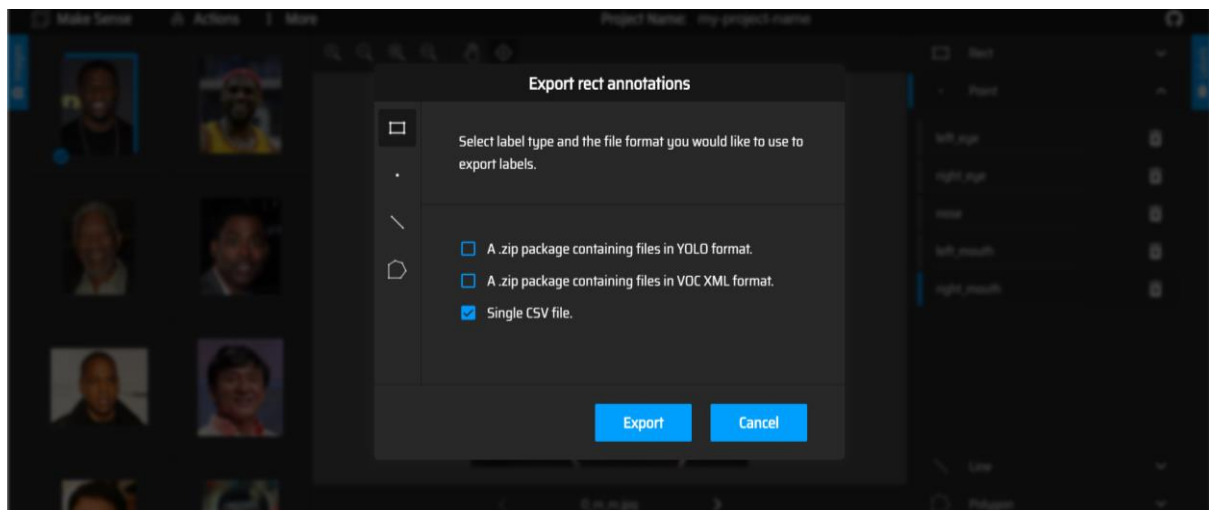 Make Sense
Actions
More
Project Name: my-project-name
Rect
Point
left_eye
right_eye
nose
left_mouth
right_mouth
Export rect annotations
Select label type and the file format you would like to use to
export labels.
A .zip package containing files in YOLO format.
A .zip package containing files in VOC XML format.
Single CSV file.
Export
Cancel
Line
Polygon